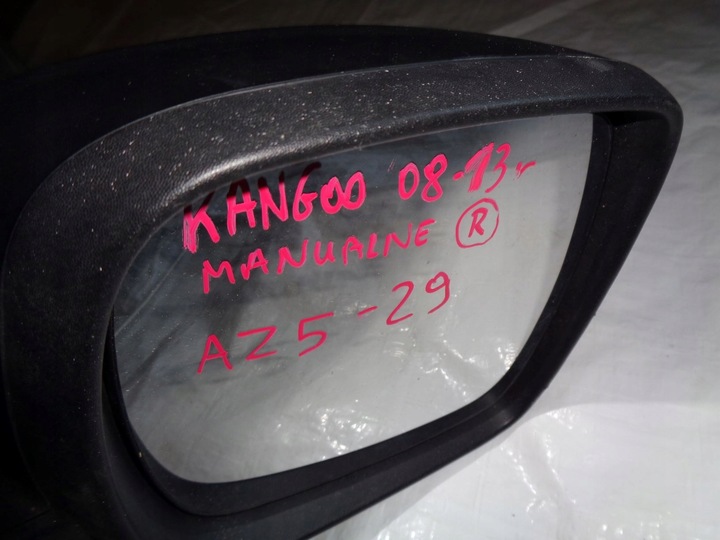 KANGOO 08-13r
MANUALNE R
AZ5-29